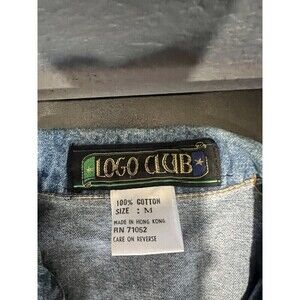 LOGO CLUB
100% COTTON
SIZE : M
MADE IN HONG KONG
RN 71052
CARE ON REVERSE